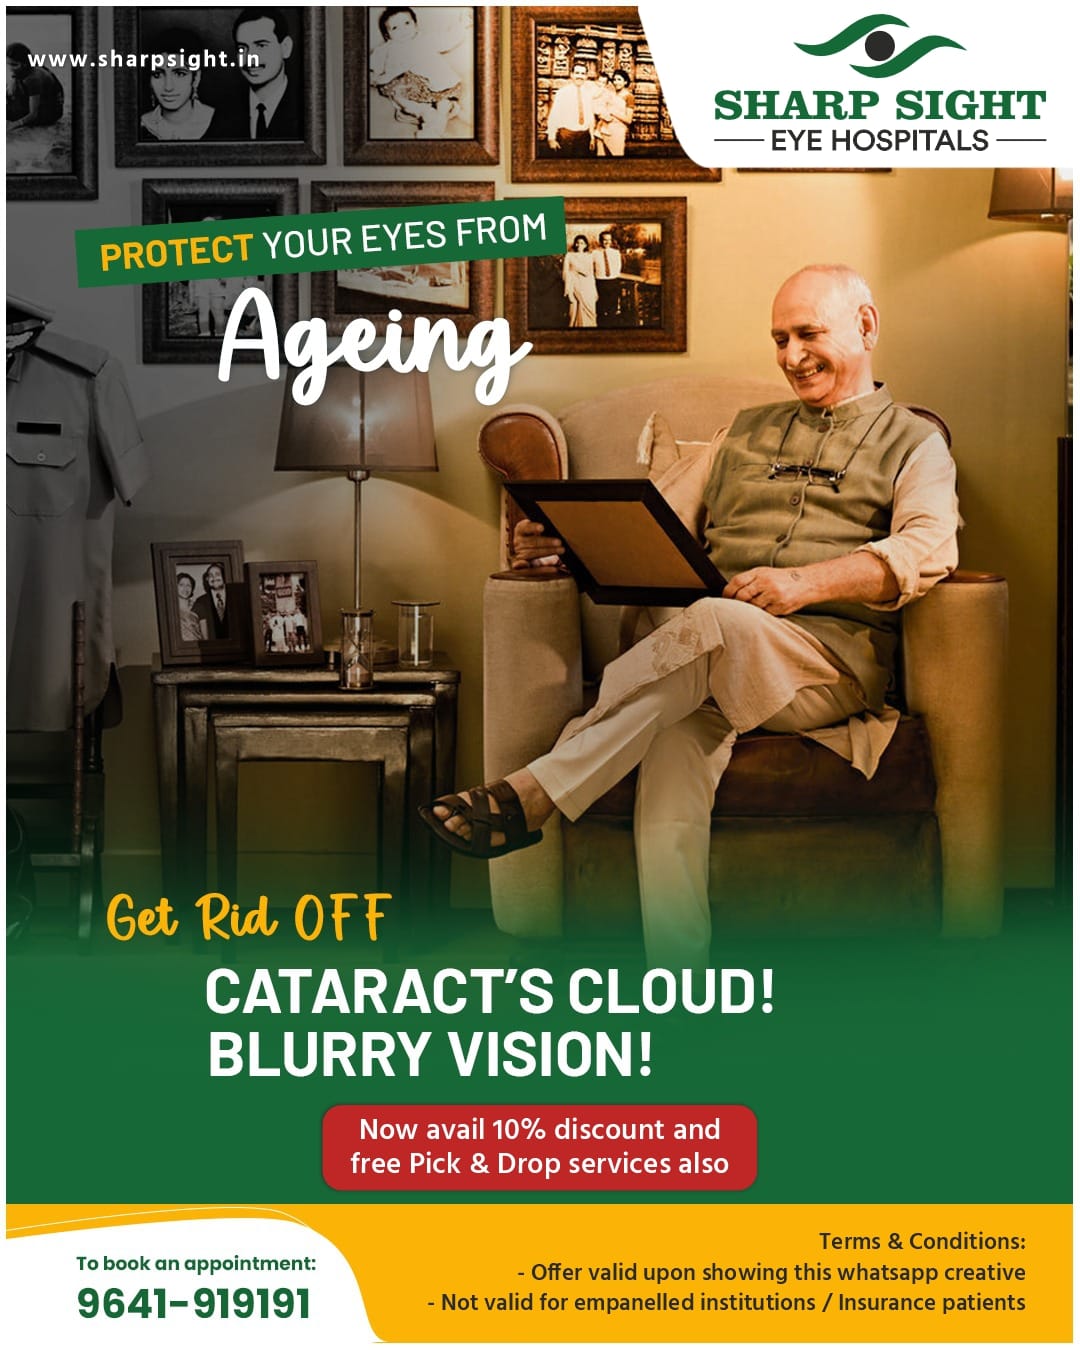 www.sharpsight.in
SHARP SIGHT
EYE HOSPITALS
PROTECT YOUR EYES FROM
Ageing
Get Rid OFF
CATARACT'S CLOUD!
BLURRY VISION!
Now avail 10% discount and
free Pick & Drop services also
To book an appointment:
9641-919191
Terms & Conditions:
- Offer valid upon showing this whatsapp creative
- Not valid for empanelled institutions / Insurance patients